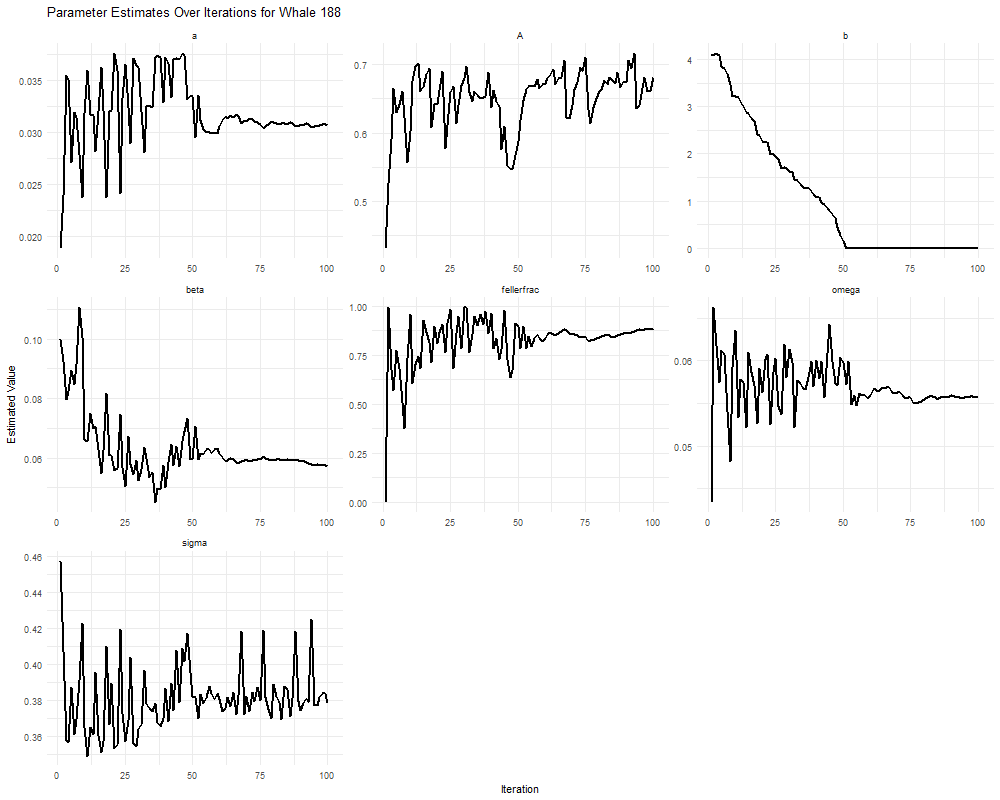 Parameter Estimates Over Iterations for Whale 188
a
0.035
0.030
0.025
0.020
0 25 50 75 100
A
0.7
0.6
0.5
0 25 50 75 100
b
4
3
2
1
0
0 25 50 75 100
beta
0.10
0.08
0.06
0 25 50 75 100
fellerfrac
1.00
0.75
0.50
0.25
0.00
0 25 50 75 100
omega
0.06
0.05
0 25 50 75 100
sigma
0.46
0.44
0.42
0.40
0.38
0.36
0 25 50 75 100
Estimated Value
Iteration